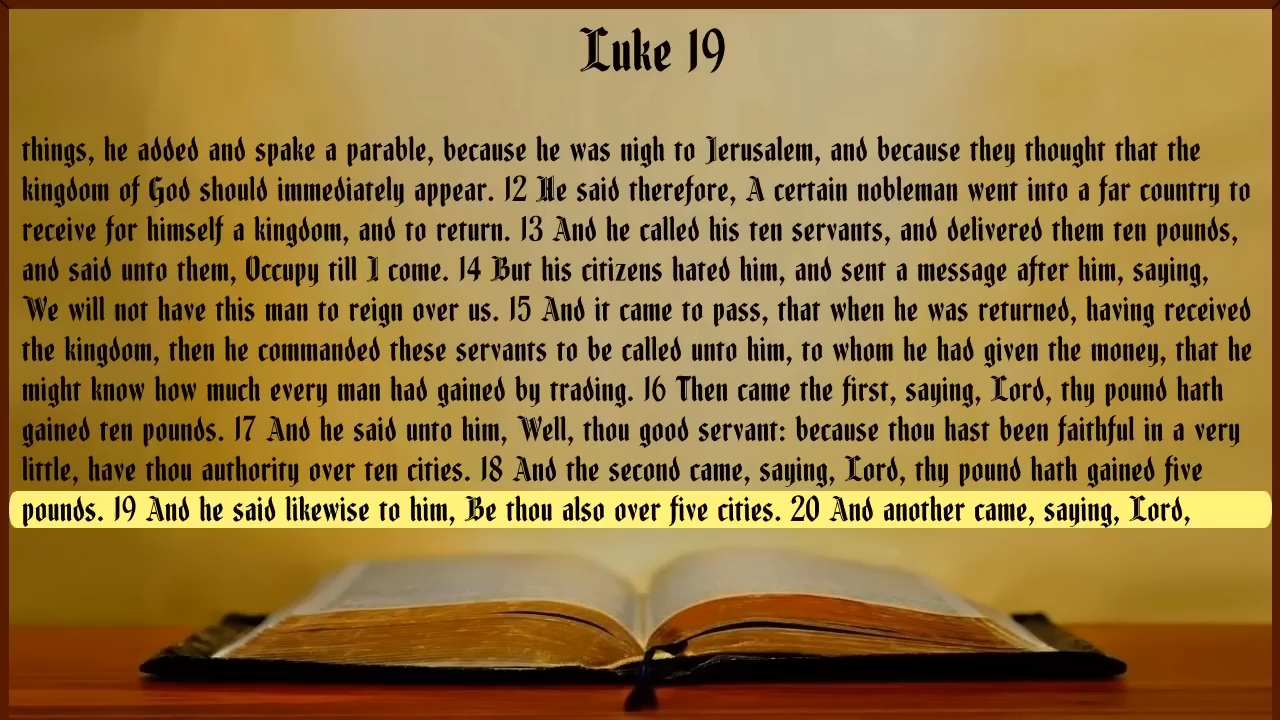 Luke 19
things, he added and spake a parable, because he was nigh to Jerusalem, and because they thought that the
kingdom of God should immediately appear. 12 He said therefore, A certain nobleman went into a far country to
receive for himself a kingdom, and to return. 13 And he called his ten servants, and delivered them ten pounds,
and said unto them, Occupy till I come. 14 But his citizens hated him, and sent a message after him, saying,
We will not have this man to reign over us. 15 And it came to pass, that when he was returned, having received
the kingdom, then he commanded these servants to be called unto him, to whom he had given the money, that he
might know how much every man had gained by trading. 16 Then came the first, saying, Lord, thy pound hath
gained ten pounds. 17 And he said unto him, Well, thou good servant: because thou hast been faithful in a very
little, have thou authority over ten cities. 18 And the second came, saying, Lord, thy pound hath gained five
pounds. 19 And he said likewise to him, Be thou also over five cities. 20 And another came, saying, Lord,